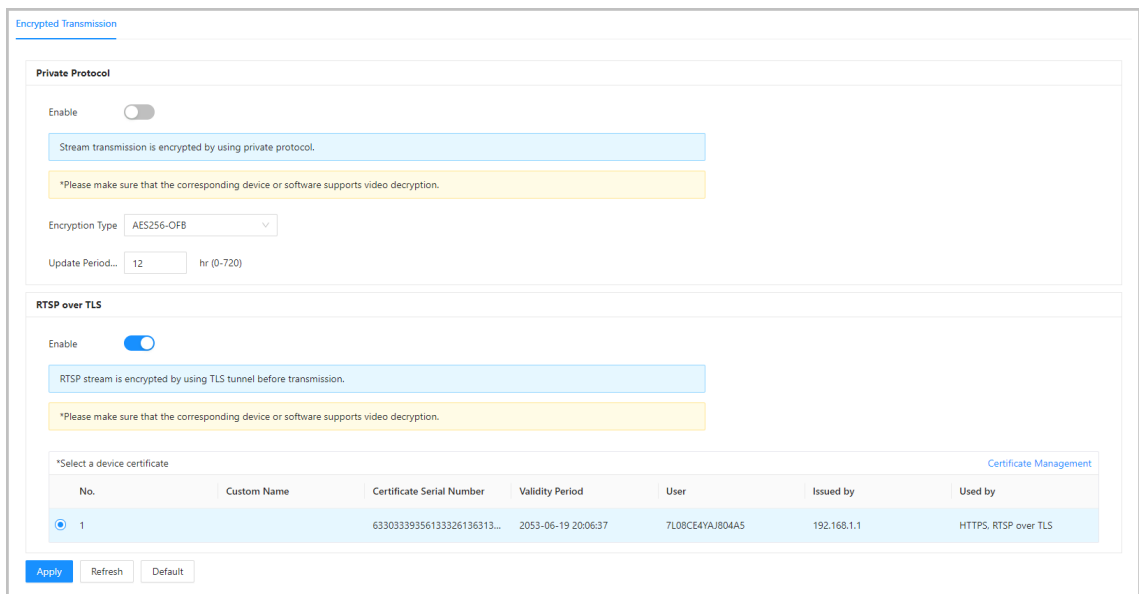 Encrypted Transmission
Private Protocol
Enable
Stream transmission is encrypted by using private protocol.
*Please make sure that the corresponding device or software supports video decryption.
Encryption Type AES256-OFB
Update Period... 12 hr (0-720)
RTSP over TLS
Enable
RTSP stream is encrypted by using TLS tunnel before transmission.
*Please make sure that the corresponding device or software supports video decryption.
*Select a device certificate Certificate Management
No. Custom Name Certificate Serial Number Validity Period User Issued by Used by
1 63303339356133326136313... 2053-06-19 20:06:37 7L08CE4YAJ804A5 192.168.1.1 HTTPS, RTSP over TLS
Apply Refresh Default